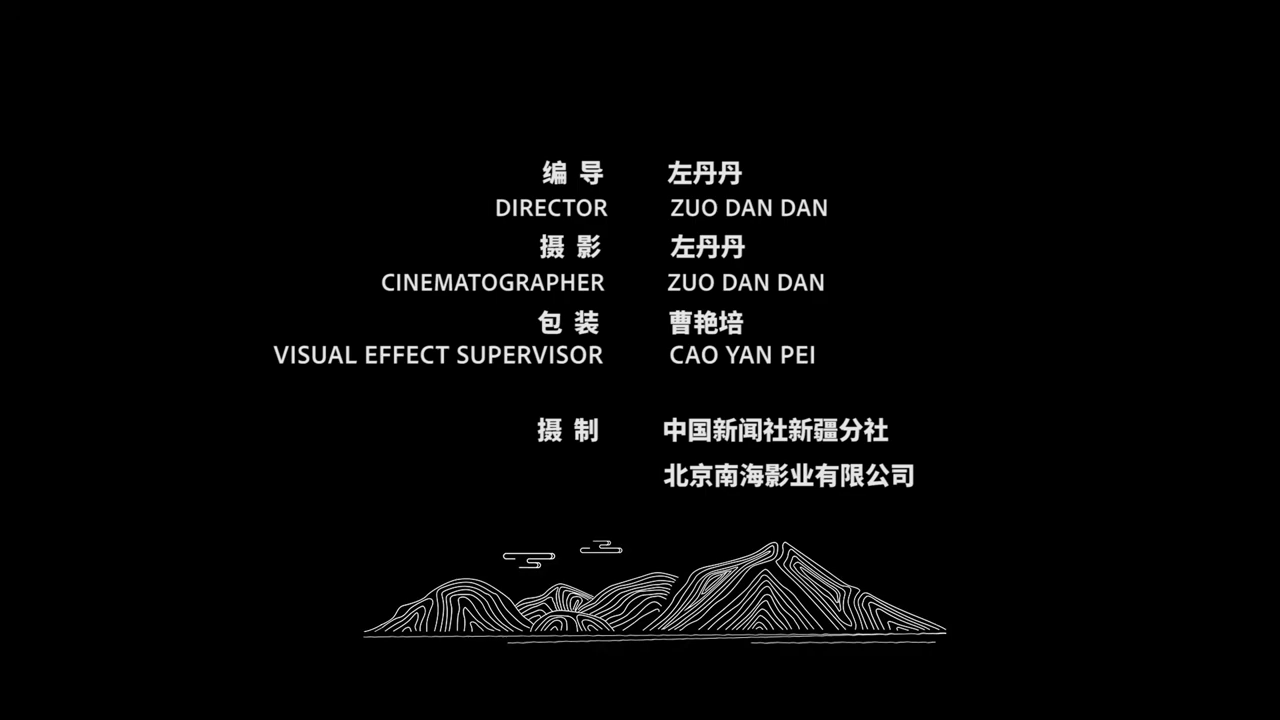 编 导 左丹丹
DIRECTOR ZUO DAN DAN
摄 影 左丹丹
CINEMATOGRAPHER ZUO DAN DAN
包 装 曹艳培
VISUAL EFFECT SUPERVISOR CAO YAN PEI
摄 制 中国新闻社新疆分社
北京南海影业有限公司